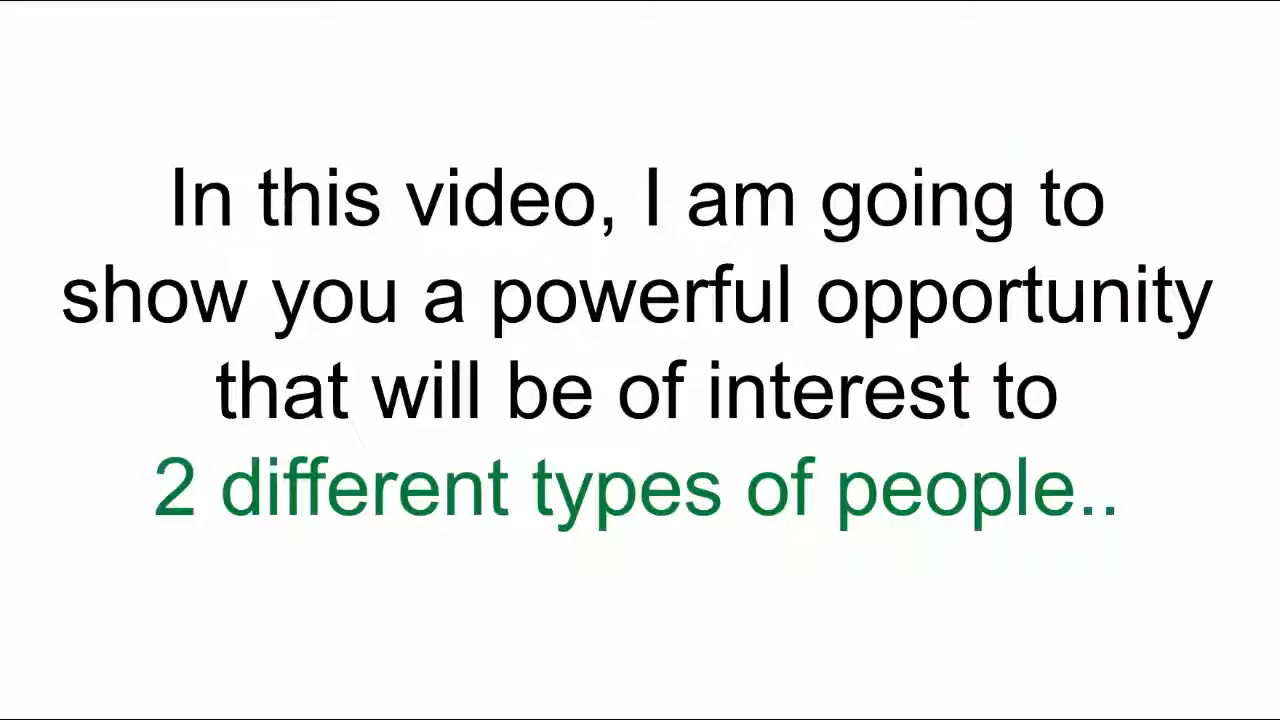 In this video, I am going to
show you a powerful opportunity
that will be of interest to
2 different types of people..